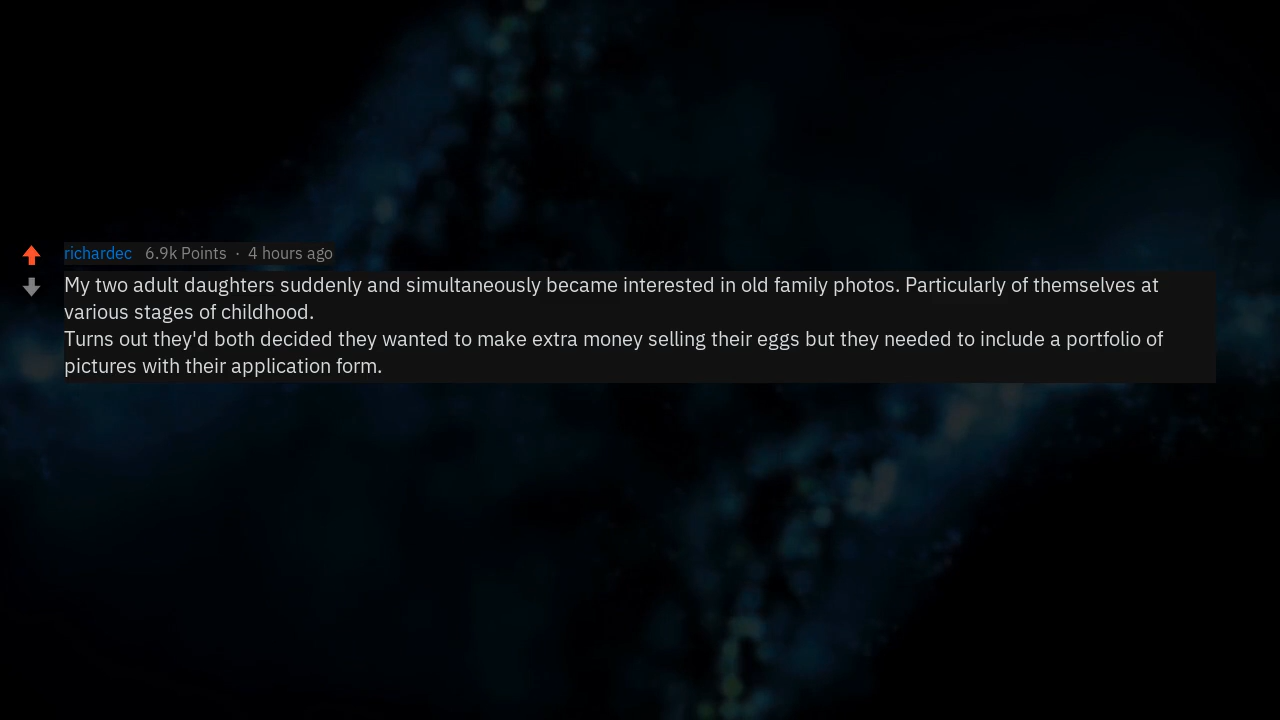 richardec 6.9k Points · 4 hours ago
My two adult daughters suddenly and simultaneously became interested in old family photos. Particularly of themselves at
various stages of childhood.
Turns out they'd both decided they wanted to make extra money selling their eggs but they needed to include a portfolio of
pictures with their application form.